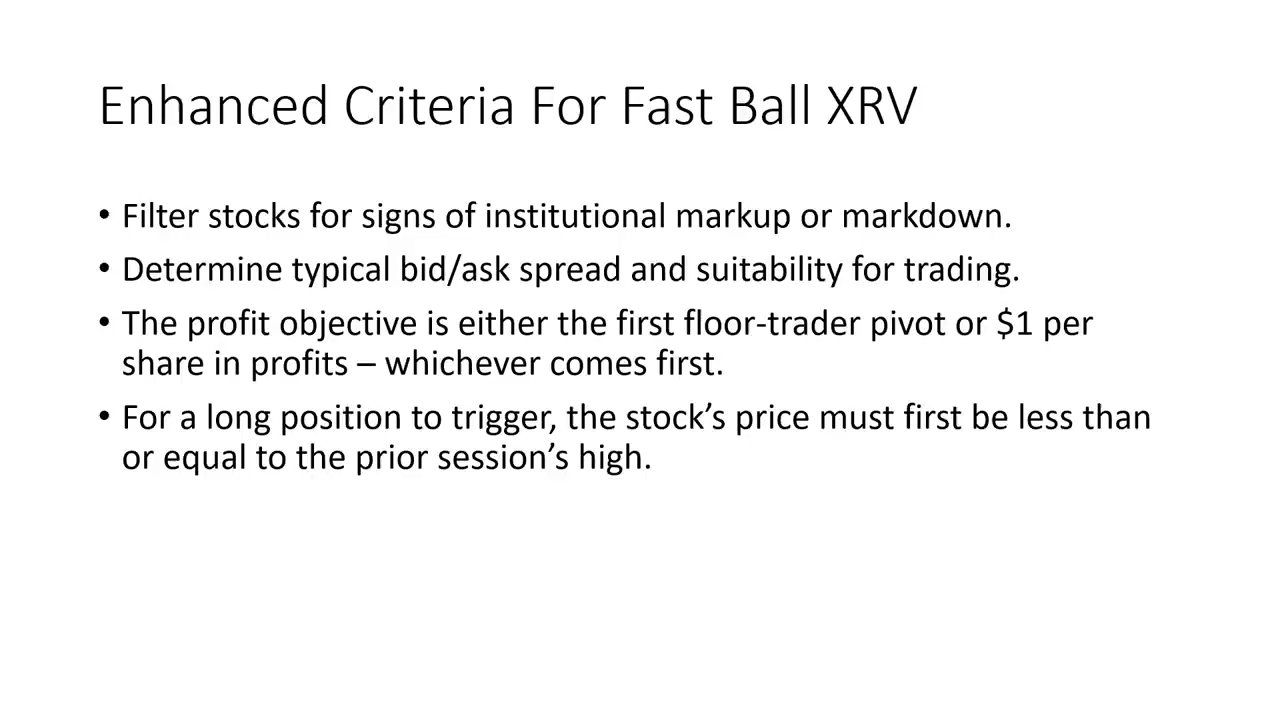 Enhanced Criteria For Fast Ball XRV
• Filter stocks for signs of institutional markup or markdown.
• Determine typical bid/ask spread and suitability for trading.
• The profit objective is either the first floor-trader pivot or $1 per
share in profits – whichever comes first.
• For a long position to trigger, the stock’s price must first be less than
or equal to the prior session’s high.